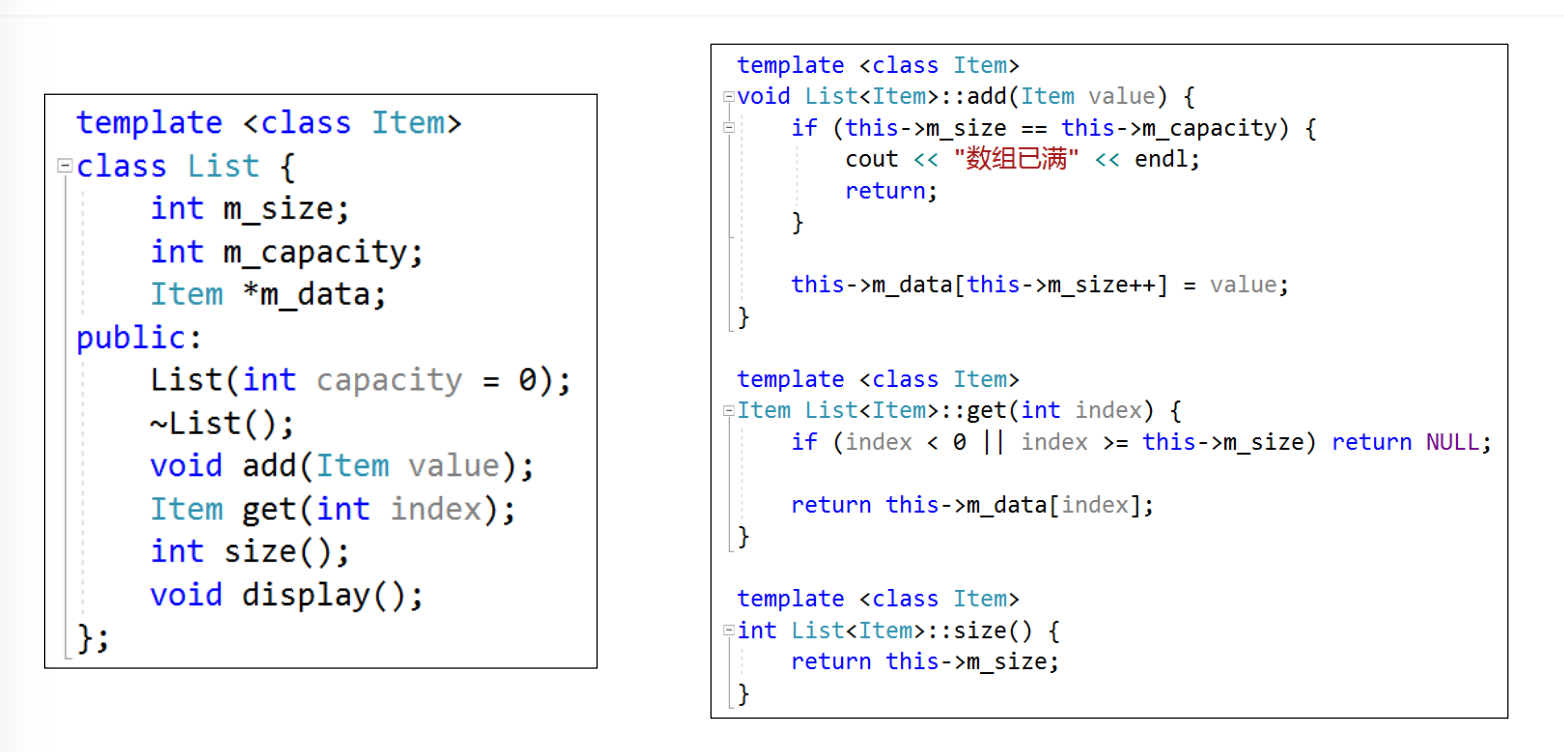 template <class Item>
class List {
    int m_size;
    int m_capacity;
    Item *m_data;
public:
    List(int capacity = 0);
    ~List();
    void add(Item value);
    Item get(int index);
    int size();
    void display();
};
template <class Item>
void List<Item>::add(Item value) {
    if (this->m_size == this->m_capacity) {
        cout << "数组已满" << endl;
        return;
    }
    this->m_data[this->m_size++] = value;
}
template <class Item>
Item List<Item>::get(int index) {
    if (index < 0 || index >= this->m_size) return NULL;
    return this->m_data[index];
}
template <class Item>
int List<Item>::size() {
    return this->m_size;
}